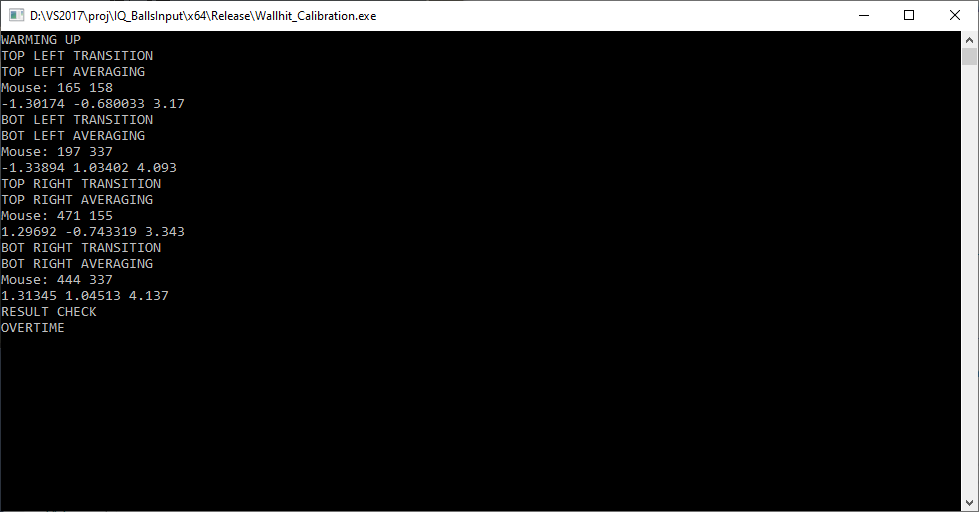 D:\VS2017\proj\IQ_BallsInput\x64\Release\Wallhit_Calibration.exe
WARMING UP
TOP LEFT TRANSITION
TOP LEFT AVERAGING
Mouse: 165 158
-1.30174 -0.680033 3.17
BOT LEFT TRANSITION
BOT LEFT AVERAGING
Mouse: 197 337
-1.33894 1.03402 4.093
TOP RIGHT TRANSITION
TOP RIGHT AVERAGING
Mouse: 471 155
1.29692 -0.743319 3.343
BOT RIGHT TRANSITION
BOT RIGHT AVERAGING
Mouse: 444 337
1.31345 1.04513 4.137
RESULT CHECK
OVERTIME